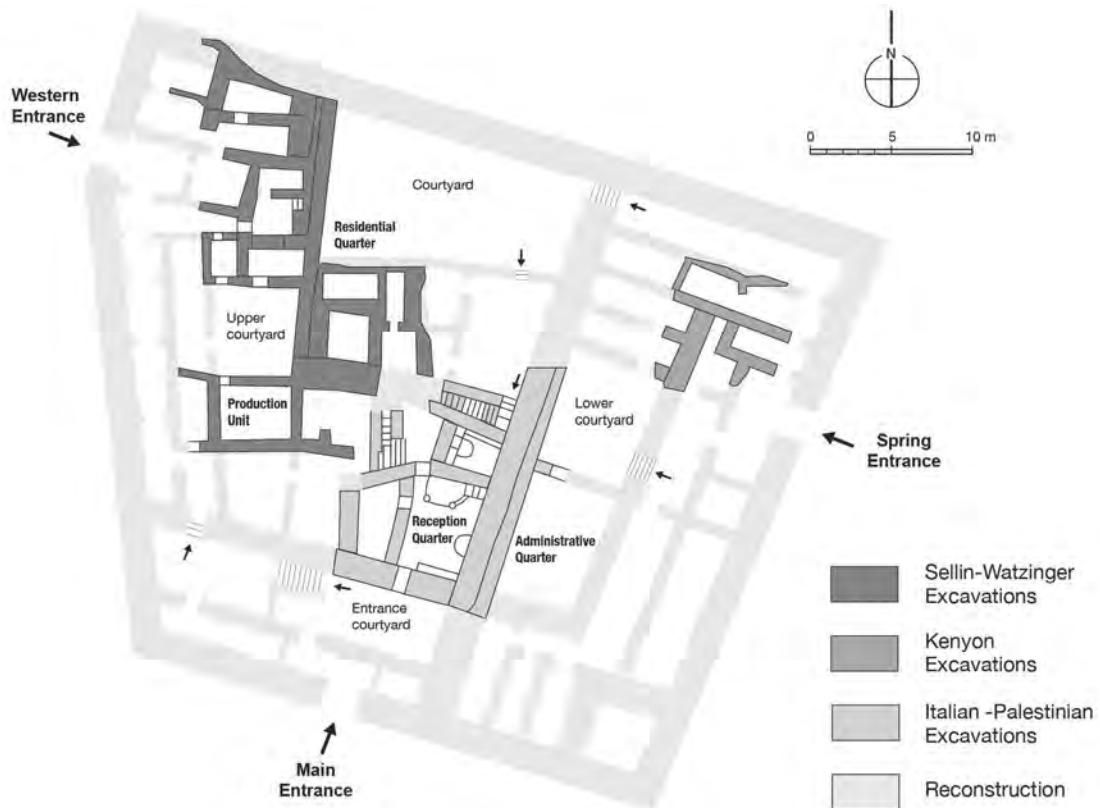 N
0 5 10 m
Western
Entrance
Courtyard
Residential
Quarter
Upper
courtyard
Production
Unit
Lower
courtyard
Spring
Entrance
Reception
Quarter
Administrative
Quarter
Entrance
courtyard
Main
Entrance
Sellin-Watzinger
Excavations
Kenyon
Excavations
Italian -Palestinian
Excavations
Reconstruction